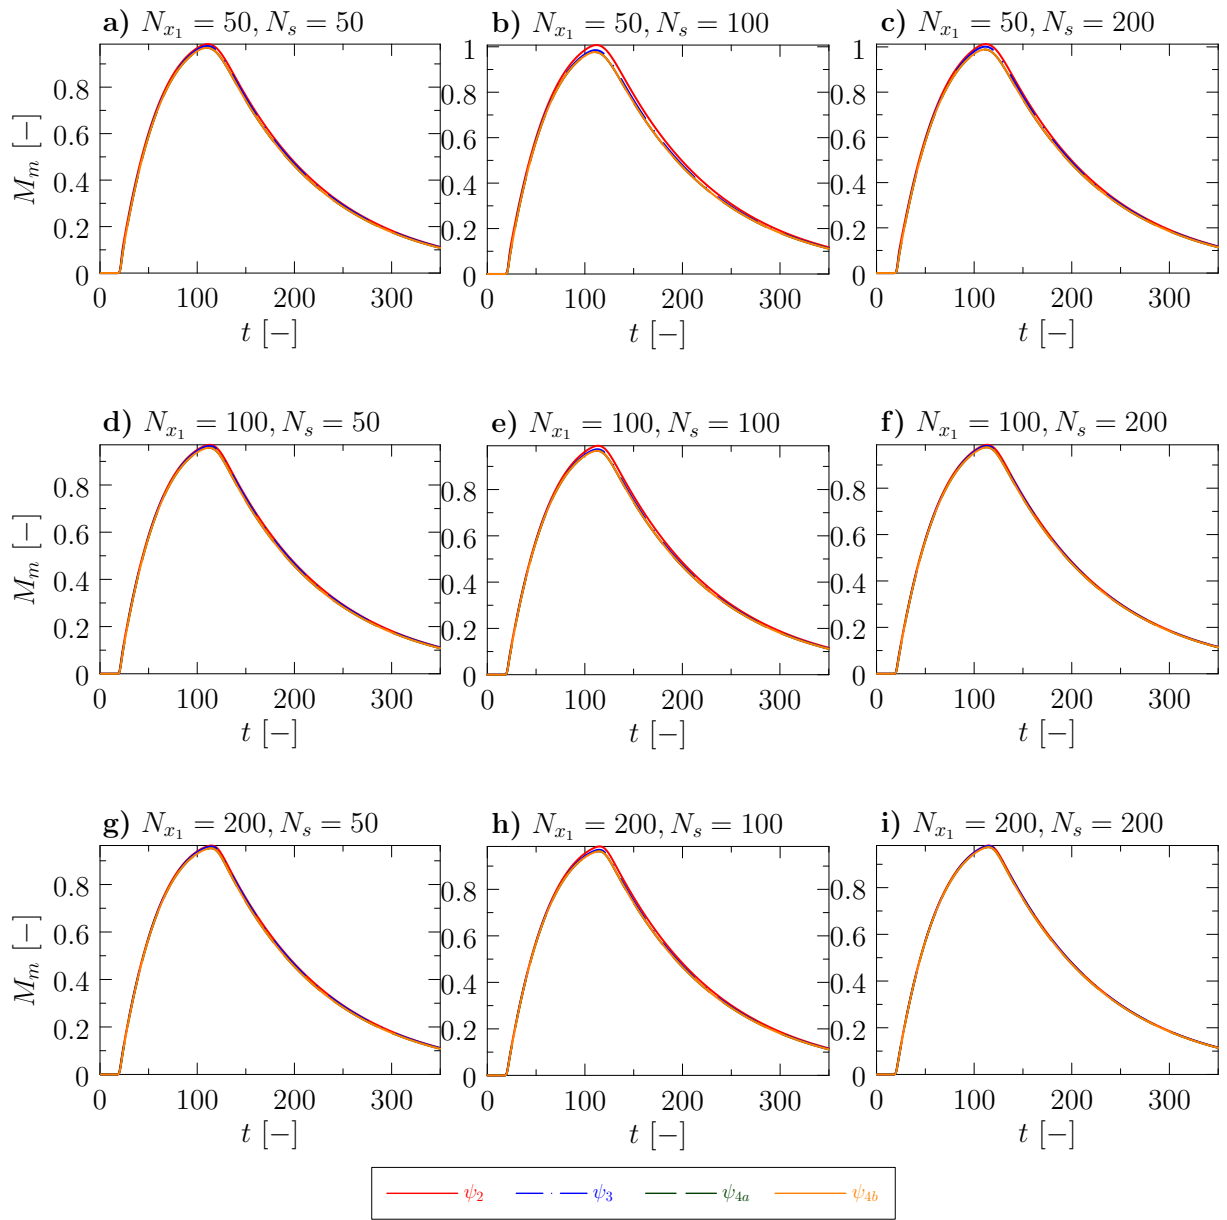 a) N_{x_1} = 50, N_s = 50
b) N_{x_1} = 50, N_s = 100
c) N_{x_1} = 50, N_s = 200
M_m [−]
0 0.2 0.4 0.6 0.8
0 0.2 0.4 0.6 0.8 1
0 0.2 0.4 0.6 0.8 1
0 100 200 300
0 100 200 300
0 100 200 300
t [−]
t [−]
t [−]
d) N_{x_1} = 100, N_s = 50
e) N_{x_1} = 100, N_s = 100
f) N_{x_1} = 100, N_s = 200
M_m [−]
0 0.2 0.4 0.6 0.8
0 0.2 0.4 0.6 0.8
0 0.2 0.4 0.6 0.8
0 100 200 300
0 100 200 300
0 100 200 300
t [−]
t [−]
t [−]
g) N_{x_1} = 200, N_s = 50
h) N_{x_1} = 200, N_s = 100
i) N_{x_1} = 200, N_s = 200
M_m [−]
0 0.2 0.4 0.6 0.8
0 0.2 0.4 0.6 0.8
0 0.2 0.4 0.6 0.8
0 100 200 300
0 100 200 300
0 100 200 300
t [−]
t [−]
t [−]
ψ_2 ψ_3 ψ_{4a} ψ_{4b}